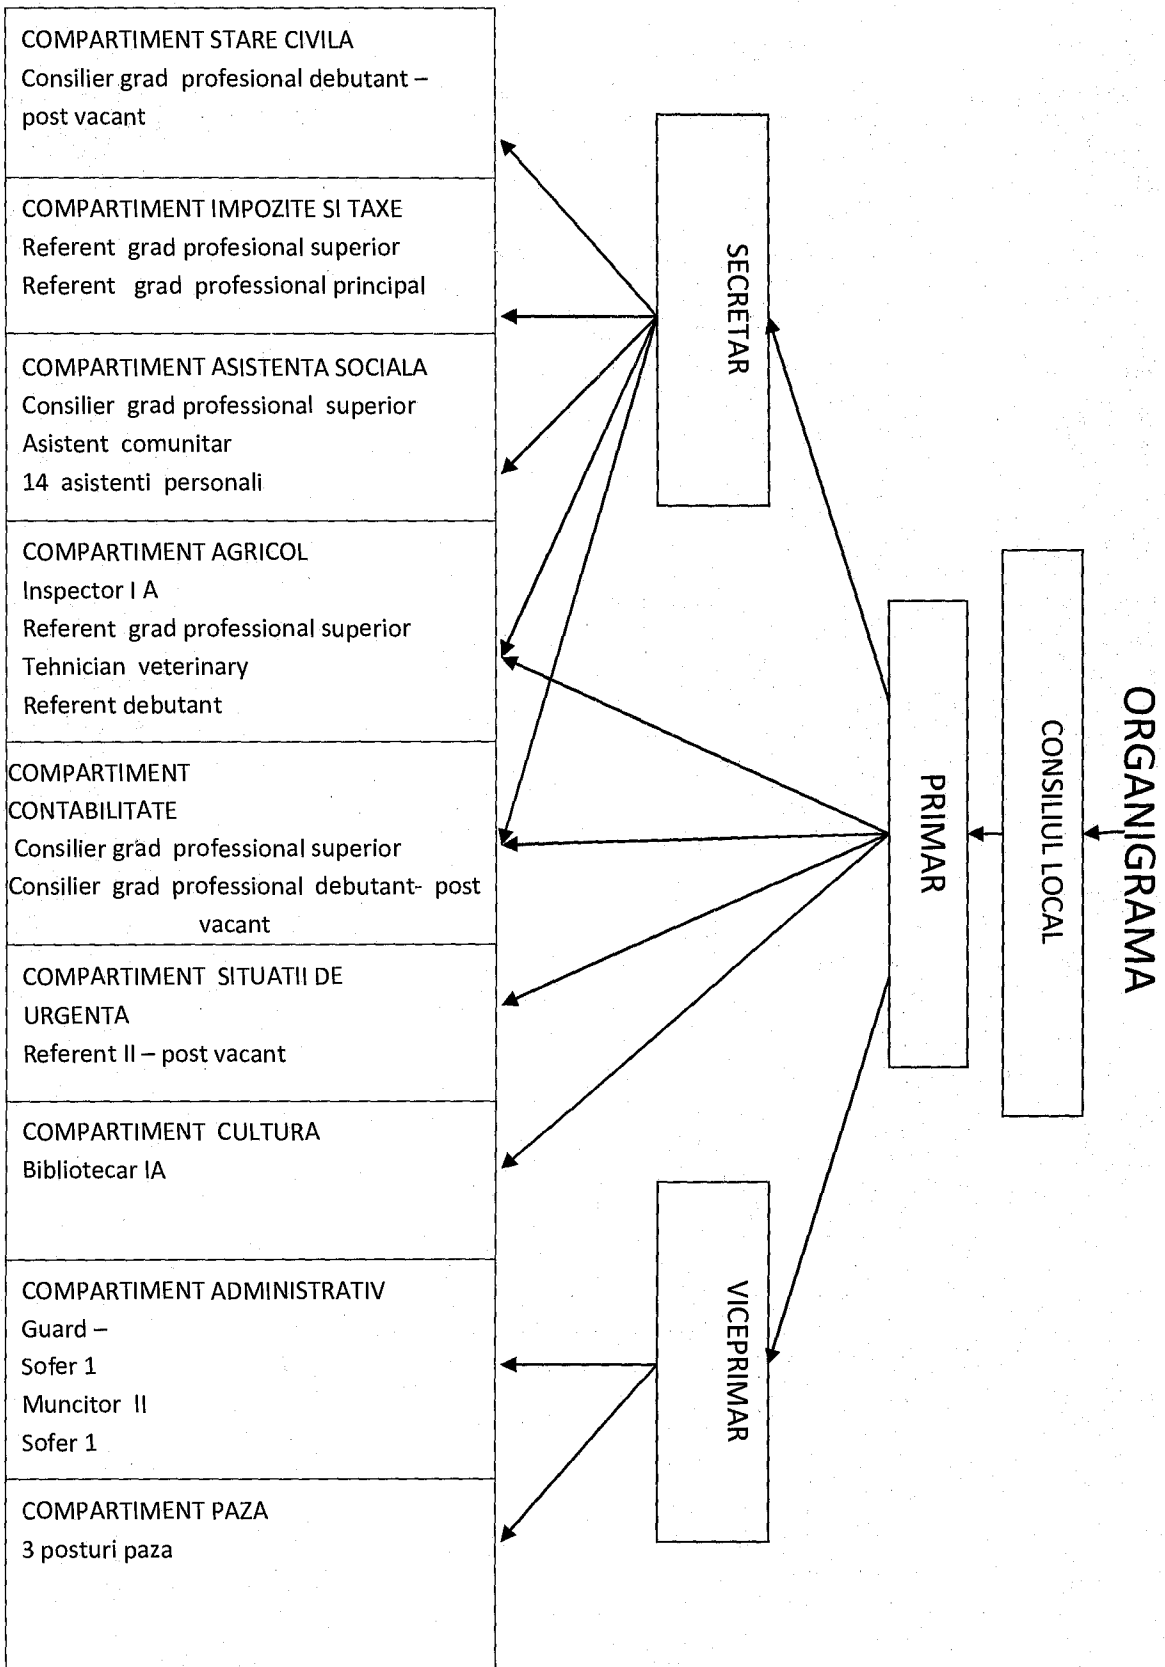 ORGANIGRAMA
CONSILIUL LOCAL
PRIMAR
SECRETAR
VICEPRIMAR
COMPARTIMENT STARE CIVILA
Consilier grad profesional debutant –
post vacant
COMPARTIMENT IMPOZITE SI TAXE
Referent grad profesional superior
Referent grad professional principal
COMPARTIMENT ASISTENTA SOCIALA
Consilier grad professional superior
Asistent comunitar
14 asistenti personali
COMPARTIMENT AGRICOL
Inspector I A
Referent grad professional superior
Tehnician veterinary
Referent debutant
COMPARTIMENT
CONTABILITATE
Consilier grad professional superior
Consilier grad professional debutant- post
vacant
COMPARTIMENT SITUATII DE
URGENTA
Referent II – post vacant
COMPARTIMENT CULTURA
Bibliotecar IA
COMPARTIMENT ADMINISTRATIV
Guard –
Sofer 1
Muncitor II
Sofer 1
COMPARTIMENT PAZA
3 posturi paza